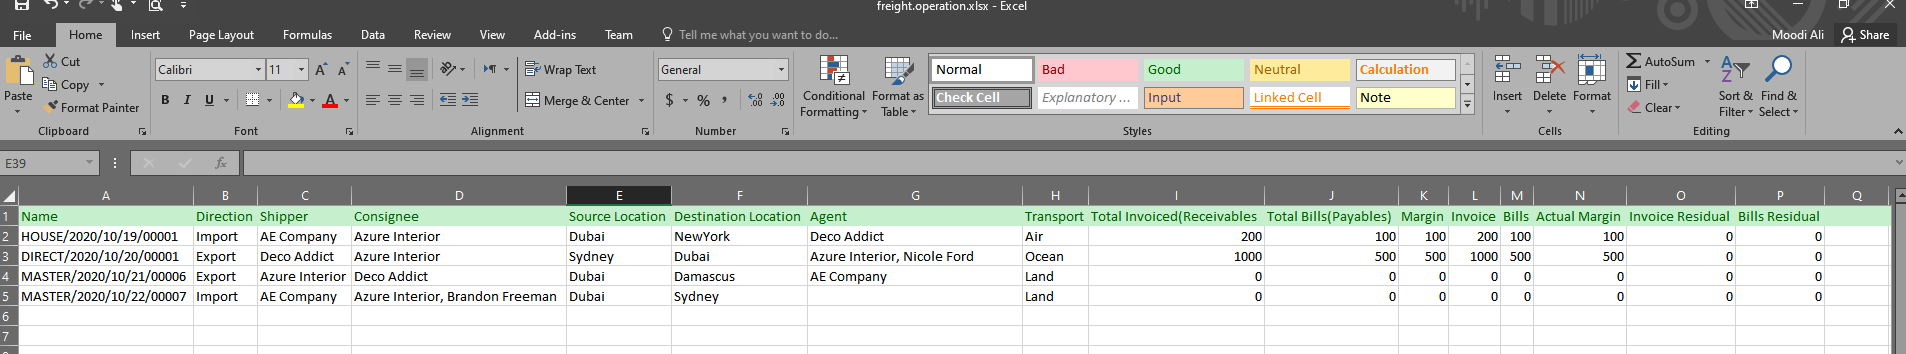 freight.operation.xlsx - Excel
File Home Insert Page Layout Formulas Data Review View Add-ins Team Tell me what you want to do... Moodi Ali Share
Paste
Cut
Copy
Format Painter
Clipboard
Calibri 11
B I U
Font
Wrap Text
Merge & Center
Alignment
General
$ % ,
Number
Conditional
Formatting
Format as
Table
Normal Bad Good Neutral Calculation
Check Cell Explanatory ... Input Linked Cell Note
Styles
Insert Delete Format
Cells
AutoSum
Fill
Clear
Sort &
Filter
Find &
Select
Editing
E39 fx
A B C D E F G H I J K L M N O P Q
1 Name Direction Shipper Consignee Source Location Destination Location Agent Transport Total Invoiced(Receivables Total Bills(Payables) Margin Invoice Bills Actual Margin Invoice Residual Bills Residual
2 HOUSE/2020/10/19/00001 Import AE Company Azure Interior Dubai NewYork Deco Addict Air 200 100 100 200 100 100 0 0
3 DIRECT/2020/10/20/00001 Export Deco Addict Azure Interior Sydney Dubai Azure Interior, Nicole Ford Ocean 1000 500 500 1000 500 500 0 0
4 MASTER/2020/10/21/00006 Export Azure Interior Deco Addict Dubai Damascus AE Company Land 0 0 0 0 0 0 0 0
5 MASTER/2020/10/22/00007 Import AE Company Azure Interior, Brandon Freeman Dubai Sydney Land 0 0 0 0 0 0 0 0
6
7